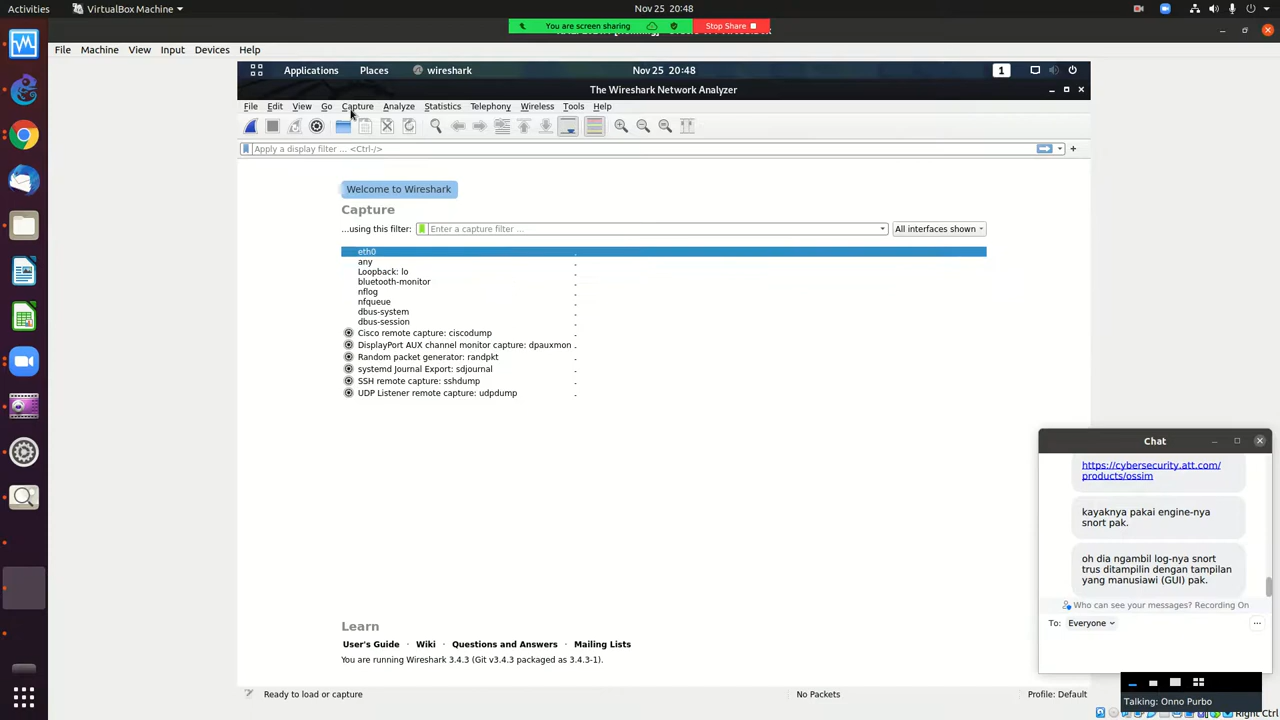 Activities
VirtualBox Machine
Nov 25 20:48
You are screen sharing
Stop Share
File Machine View Input Devices Help
Applications Places wireshark
Nov 25 20:48
1
The Wireshark Network Analyzer
File Edit View Go Capture Analyze Statistics Telephony Wireless Tools Help
Apply a display filter ... <Ctrl-/>
+
Welcome to Wireshark
Capture
...using this filter:
Enter a capture filter ...
All interfaces shown
eth0
any
Loopback: lo
bluetooth-monitor
nflog
nfqueue
dbus-system
dbus-session
Cisco remote capture: ciscodump
DisplayPort AUX channel monitor capture: dpauxmon
Random packet generator: randpkt
systemd Journal Export: sdjournal
SSH remote capture: sshdump
UDP Listener remote capture: udpdump
Learn
User's Guide · Wiki · Questions and Answers · Mailing Lists
You are running Wireshark 3.4.3 (Git v3.4.3 packaged as 3.4.3-1).
Ready to load or capture
No Packets
Profile: Default
Chat
https://cybersecurity.att.com/
products/ossim
kayaknya pakai engine-nya
snort pak.
oh dia ngambil log-nya snort
trus ditampilin dengan tampilan
yang manusiawi (GUI) pak.
Who can see your messages? Recording On
To: Everyone
...
Talking: Onno Purbo
Right Ctrl